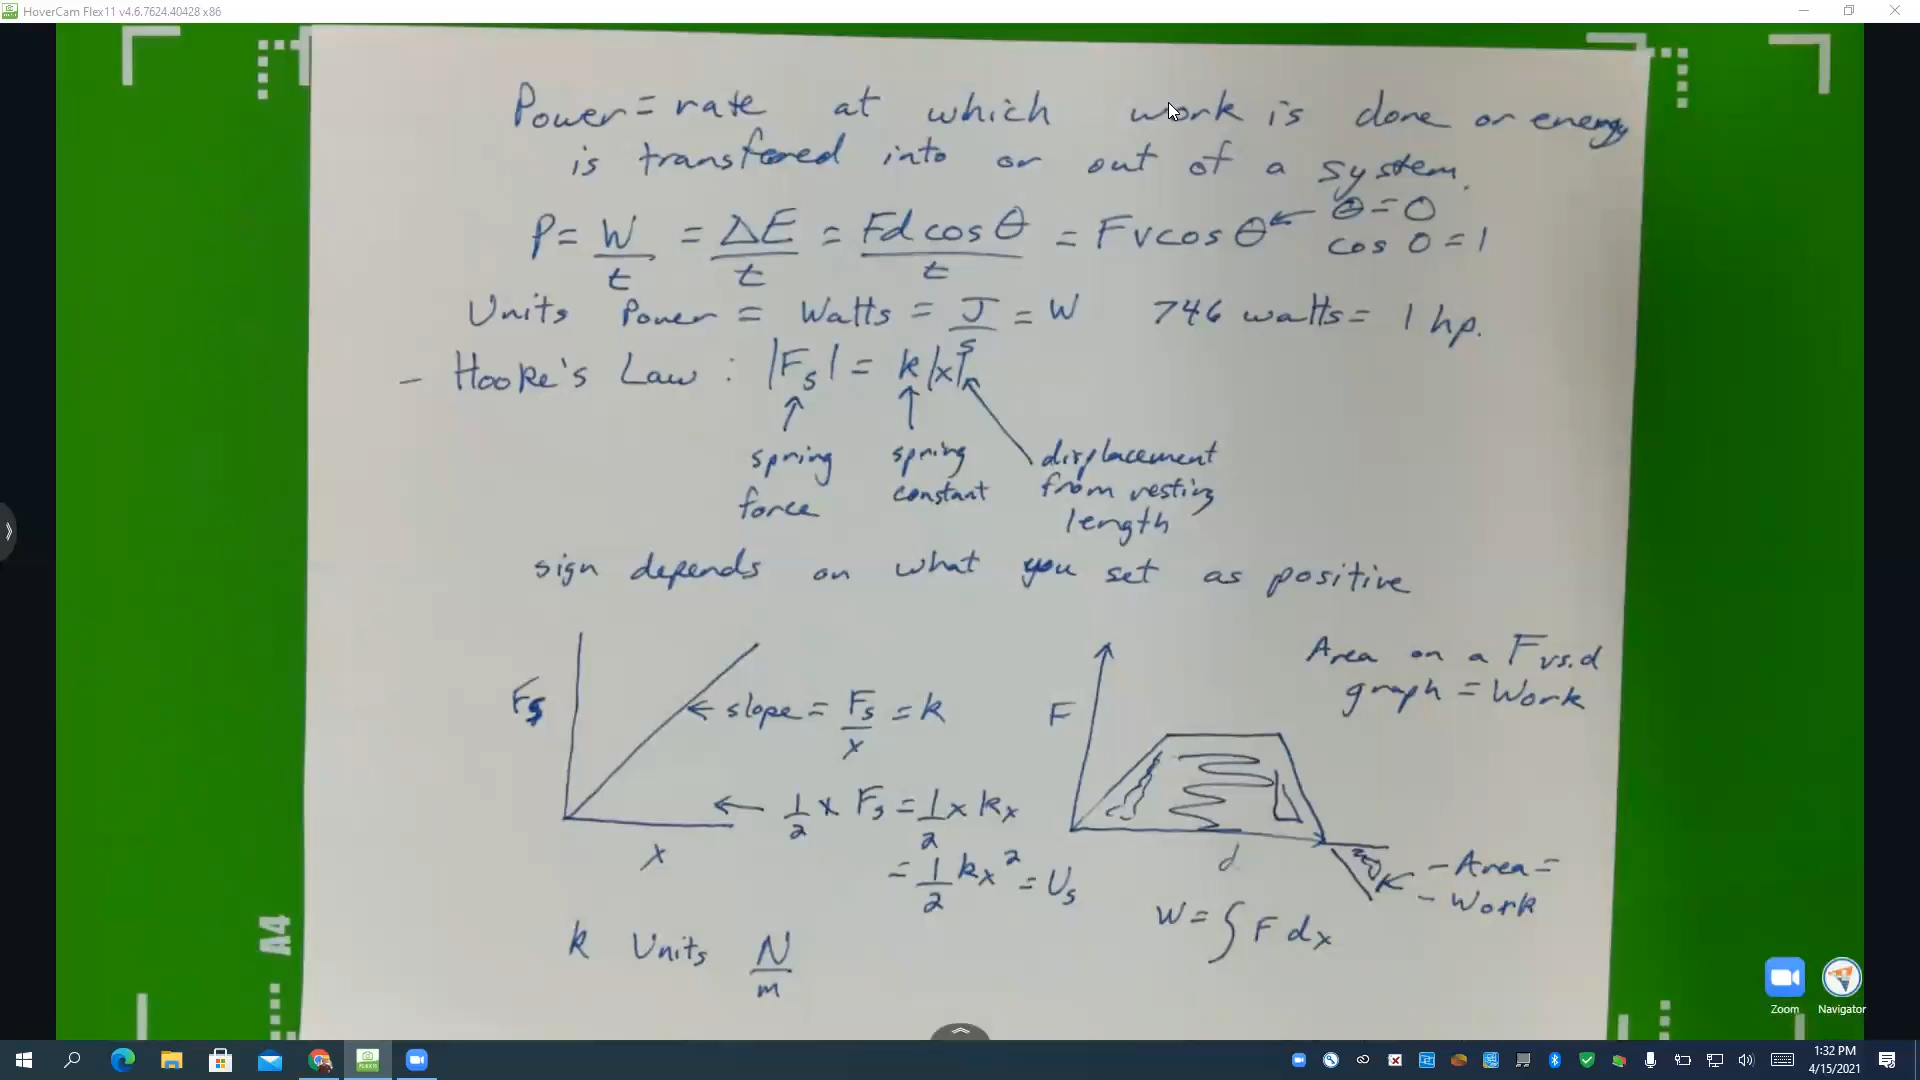 HoverCam Flex11 v4.6.7624.40428 x86
Power = rate at which work is done or energy
is transfered into or out of a system.
P = W/t = ΔE/t = Fd cos θ/t = Fv cos θ ← θ = 0
cos 0 = 1
Units Power = Watts = J/s = W 746 watts = 1 hp.
- Hooke's Law : |Fs| = k|x|
spring force
spring constant
displacement from resting length
sign depends on what you set as positive
Fs
x
← slope = Fs/x = k
← 1/2 x Fs = 1/2 x kx
= 1/2 kx² = Us
k Units N/m
F
d
Area on a F vs. d
graph = Work
- Area =
- Work
W = ∫ F dx
A4
Zoom
Navigator
FLEX11
1:32 PM
4/15/2021